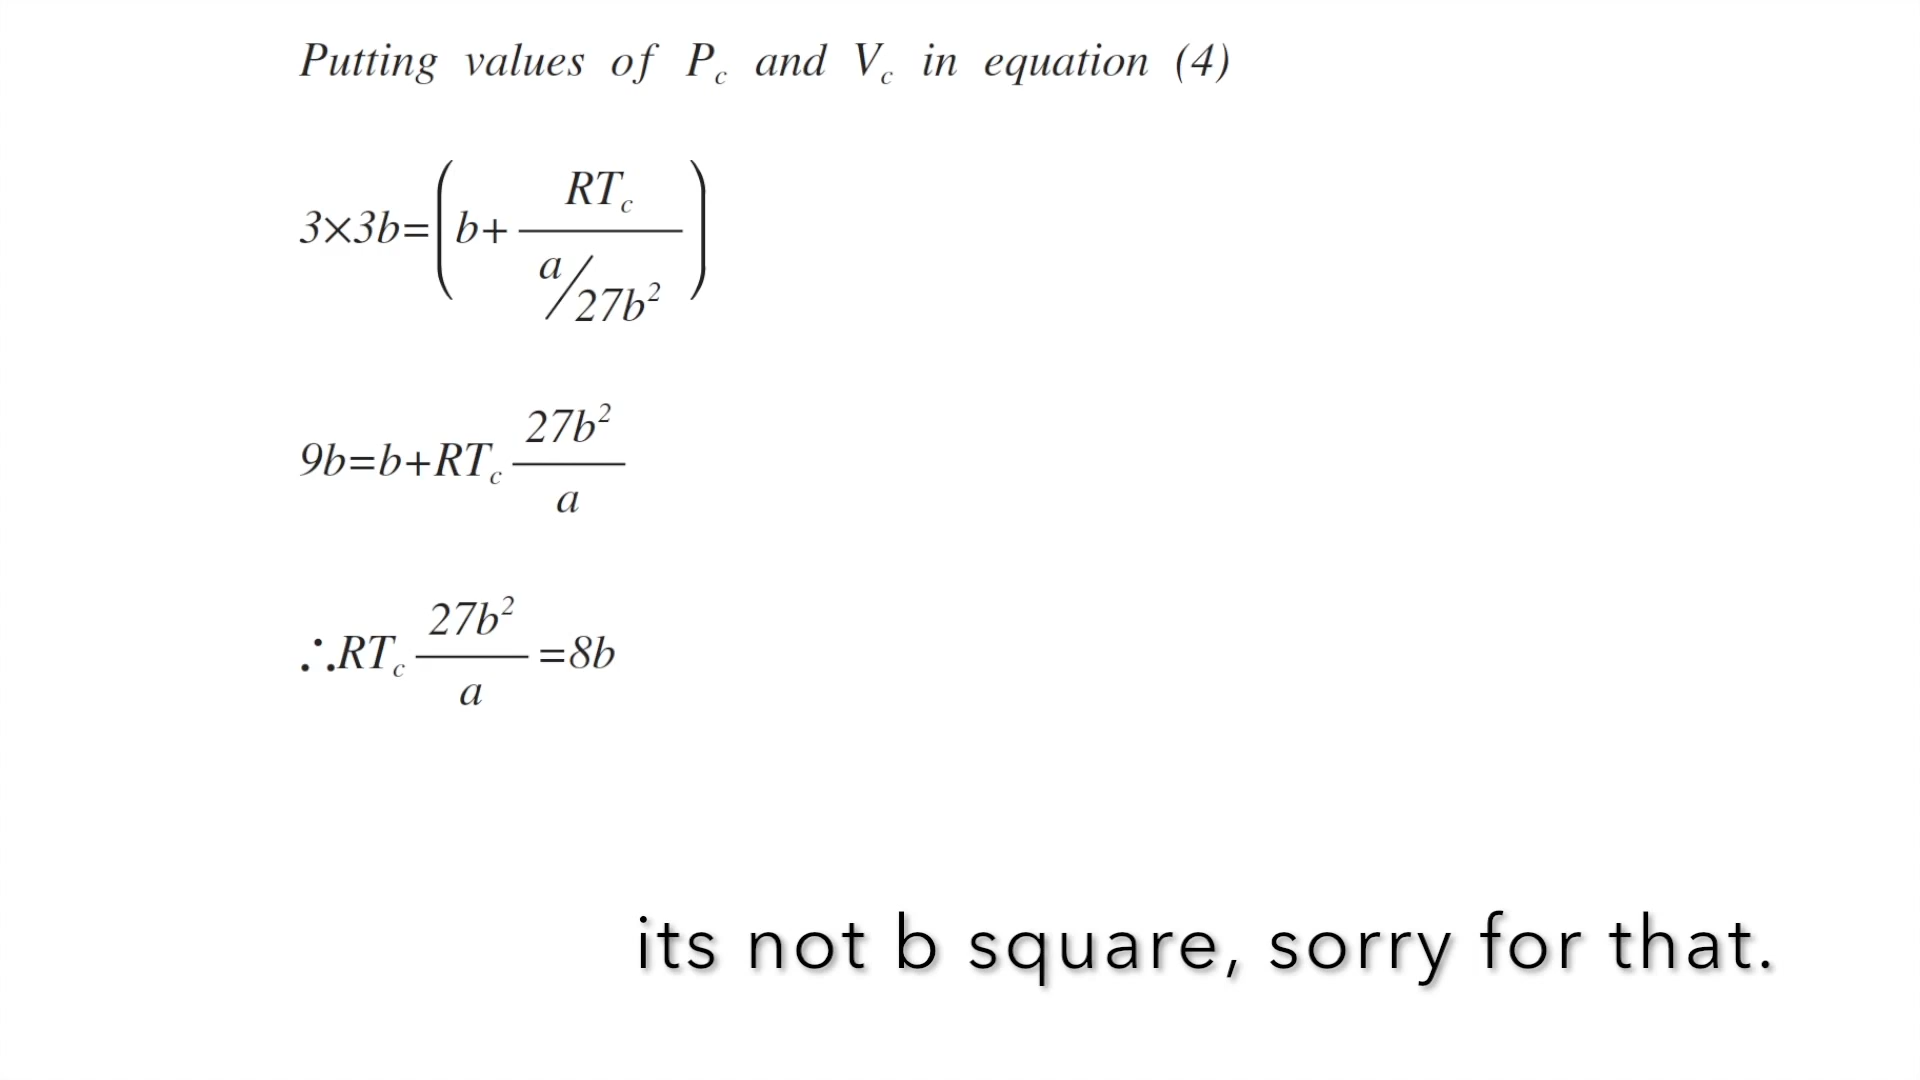 Putting values of P_c and V_c in equation (4)
3×3b=(b+ RT_c / (a/27b²))
9b=b+RT_c 27b²/a
∴RT_c 27b²/a =8b
its not b square, sorry for that.